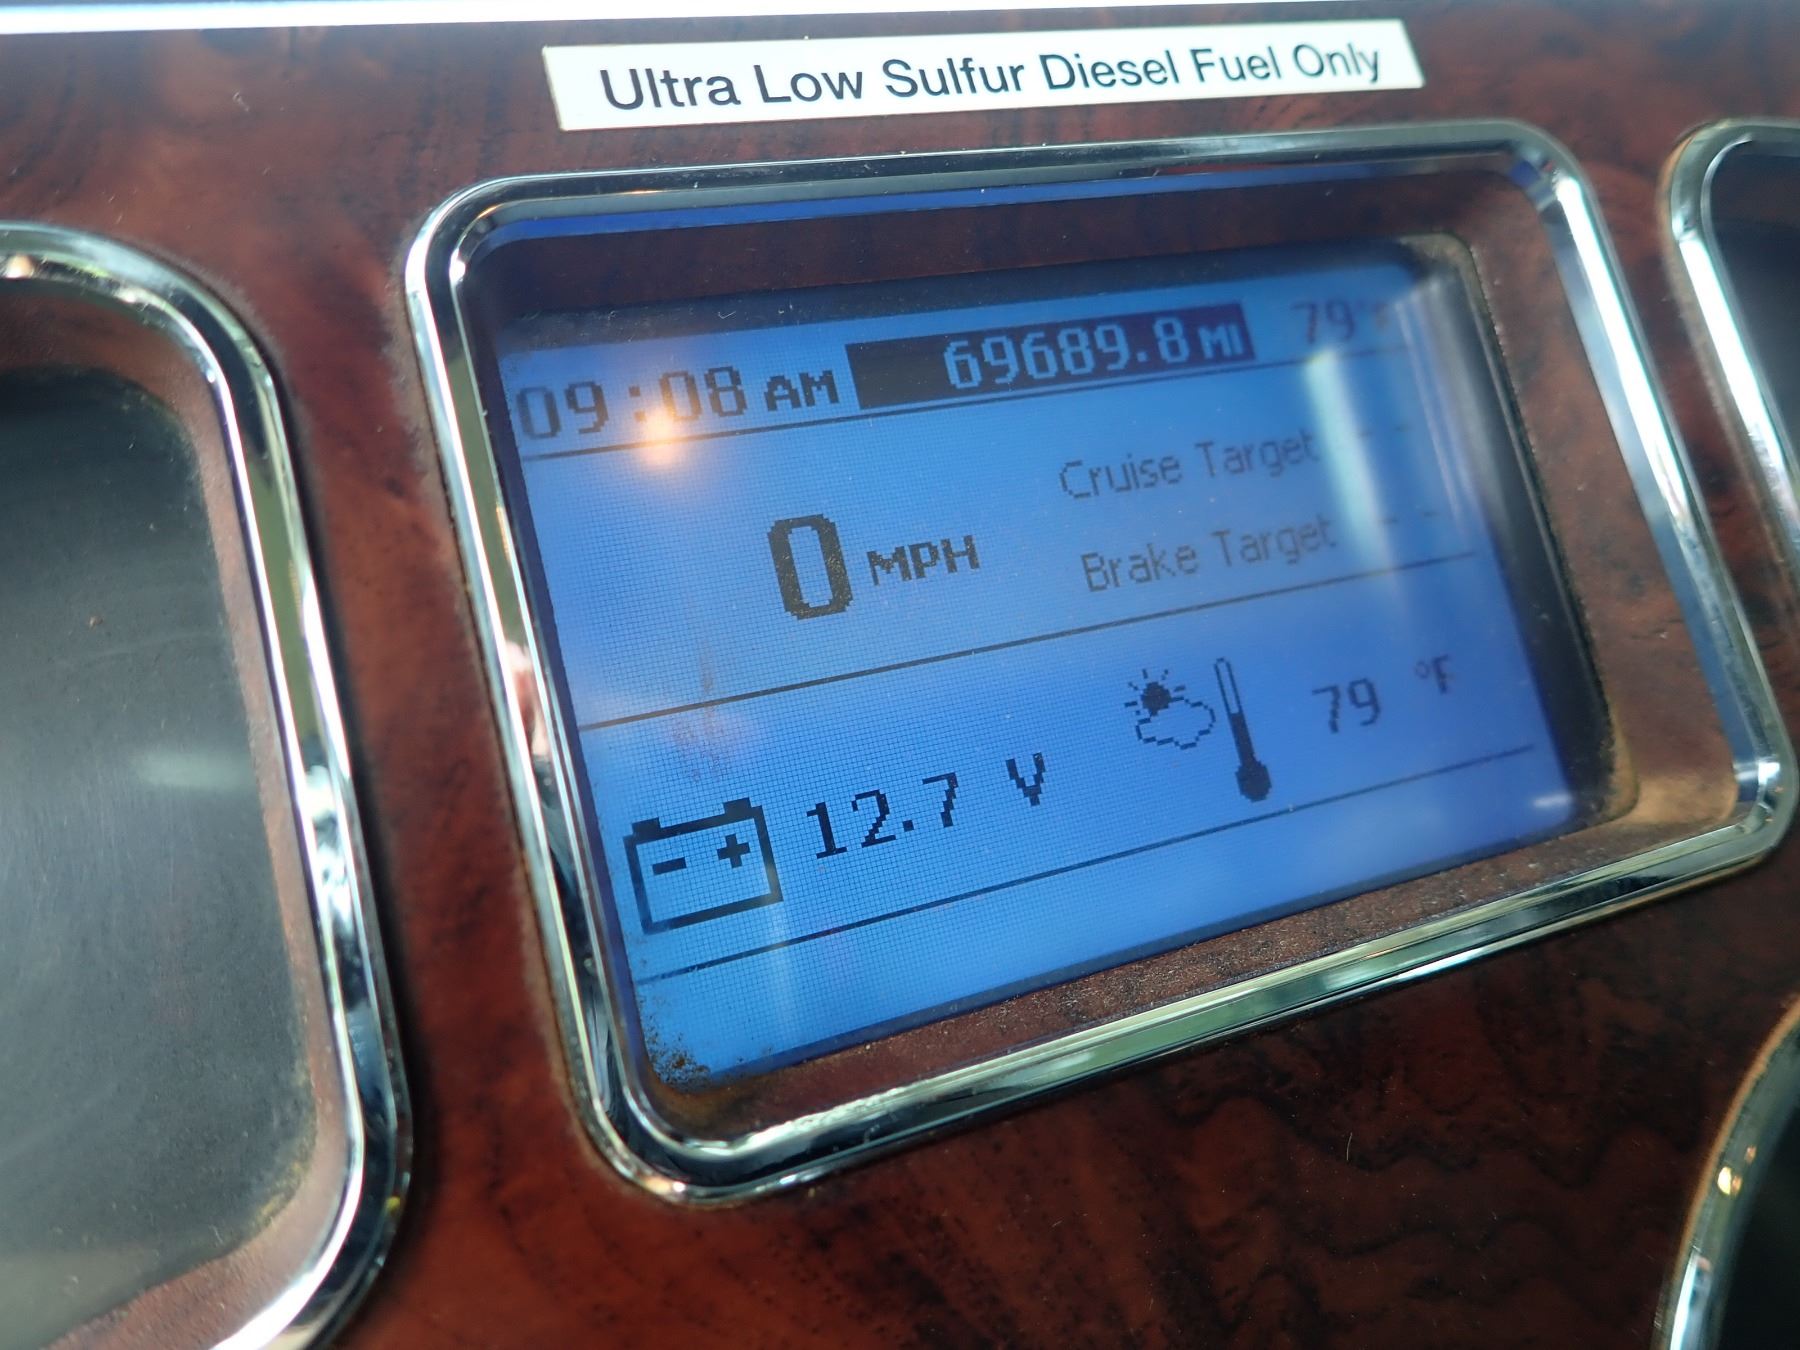 Ultra Low Sulfur Diesel Fuel Only
09:08 AM 69689.8 MI 79°F
Cruise Target - -
0 MPH
Brake Target - -
- + 12.7 V 79 °F